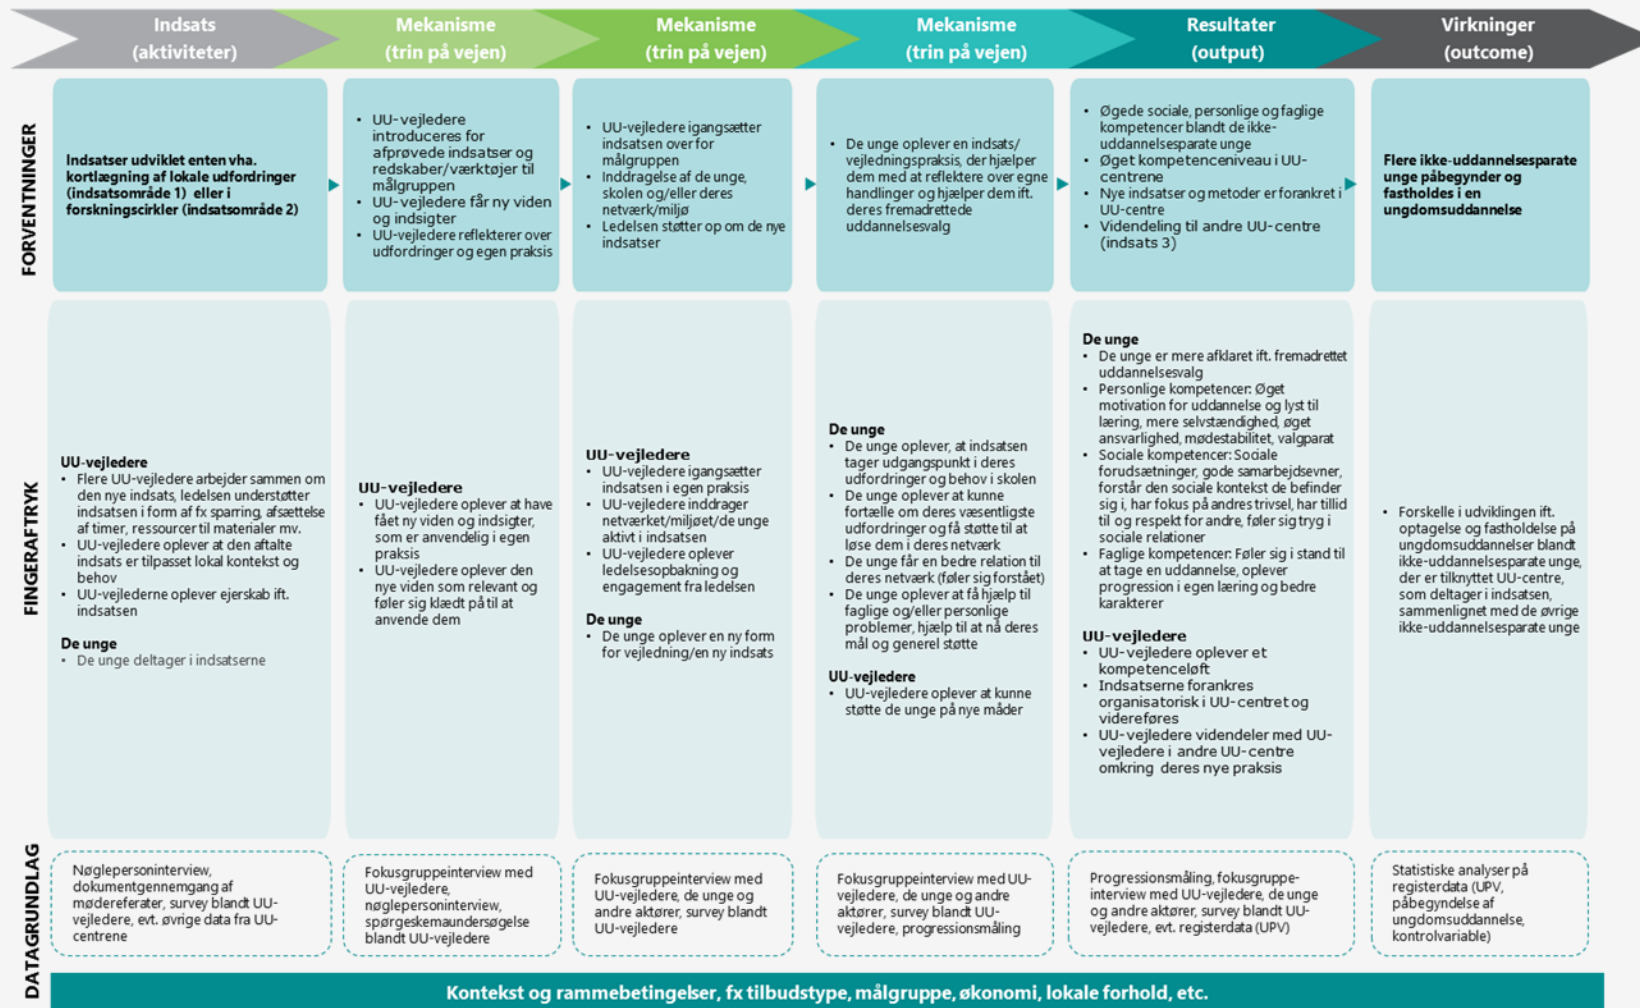 Indsats
(aktiviteter)
Mekanisme
(trin på vejen)
Mekanisme
(trin på vejen)
Mekanisme
(trin på vejen)
Resultater
(output)
Virkninger
(outcome)
FORVENTNINGER
Indsatser udviklet enten vha.
kortlægning af lokale udfordringer
(indsatsområde 1) eller i
forskningscirkler (indsatsområde 2)
• UU-vejledere
introduceres for
afprøvede indsatser og
redskaber/værktøjer til
målgruppen
• UU-vejledere får ny viden
og indsigter
• UU-vejledere reflekterer over
udfordringer og egen praksis
• UU-vejledere igangsætter
indsatsen over for
målgruppen
• Inddragelse af de unge,
skolen og/eller deres
netværk/miljø
• Ledelsen støtter op om de nye
indsatser
• De unge oplever en indsats/
vejledningspraksis, der hjælper
dem med at reflektere over egne
handlinger og hjælper dem ift.
deres fremadrettede
uddannelsesvalg
• Øgede sociale, personlige og faglige
kompetencer blandt de ikke-
uddannelsesparate unge
• Øget kompetenceniveau i UU-
centrene
• Nye indsatser og metoder er forankret i
UU-centre
• Videndeling til andre UU-centre
(indsats 3)
Flere ikke-uddannelsesparate
unge påbegynder og
fastholdes i en
ungdomsuddannelse
FINGERAFTRYK
UU-vejledere
• Flere UU-vejledere arbejder sammen om
den nye indsats, ledelsen understøtter
indsatsen i form af fx sparring, afsættelse
af timer, ressourcer til materialer mv.
• UU-vejledere oplever at den aftalte
indsats er tilpasset lokal kontekst og
behov
• UU-vejlederne oplever ejerskab ift.
indsatsen
De unge
• De unge deltager i indsatserne
UU-vejledere
• UU-vejledere oplever at have
fået ny viden og indsigter,
som er anvendelig i egen
praksis
• UU-vejledere oplever den
nye viden som relevant og
føler sig klædt på til at
anvende dem
UU-vejledere
• UU-vejledere igangsætter
indsatsen i egen praksis
• UU-vejledere inddrager
netværket/miljøet/de unge
aktivt i indsatsen
• UU-vejledere oplever
ledelsesopbakning og
engagement fra ledelsen
De unge
• De unge oplever en ny form
for vejledning/en ny indsats
De unge
• De unge oplever, at indsatsen
tager udgangspunkt i deres
udfordringer og behov i skolen
• De unge oplever at kunne
fortælle om deres væsentligste
udfordringer og få støtte til at
løse dem i deres netværk
• De unge får en bedre relation til
deres netværk (føler sig forstået)
• De unge oplever at få hjælp til
faglige og/eller personlige
problemer, hjælp til at nå deres
mål og generel støtte
UU-vejledere
• UU-vejledere oplever at kunne
støtte de unge på nye måder
De unge
• De unge er mere afklaret ift. fremadrettet
uddannelsesvalg
• Personlige kompetencer: Øget
motivation for uddannelse og lyst til
læring, mere selvstændighed, øget
ansvarlighed, mødestabilitet, valgparat
• Sociale kompetencer: Sociale
forudsætninger, gode samarbejdsevner,
forstår den sociale kontekst de befinder
sig i, har fokus på andres trivsel, har tillid
til og respekt for andre, føler sig tryg i
sociale relationer
• Faglige kompetencer: Føler sig i stand til
at tage en uddannelse, oplever
progression i egen læring og bedre
karakterer
UU-vejledere
• UU-vejledere oplever et
kompetenceløft
• Indsatserne forankres
organisatorisk i UU-centret og
videreføres
• UU-vejledere videndeler med UU-
vejledere i andre UU-centre
omkring deres nye praksis
• Forskelle i udviklingen ift.
optagelse og fastholdelse på
ungdomsuddannelser blandt
ikke-uddannelsesparate unge,
der er tilknyttet UU-centre,
som deltager i indsatsen,
sammenlignet med de øvrige
ikke-uddannelsesparate unge
DATAGRUNDLAG
Nøglepersoninterview,
dokumentgennemgang af
mødereferater, survey blandt UU-
vejledere, evt. øvrige data fra UU-
centrene
Fokusgruppeinterview med
UU-vejledere,
nøglepersoninterview,
spørgeskemaundersøgelse
blandt UU-vejledere
Fokusgruppeinterview med
UU-vejledere, de unge og
andre aktører, survey blandt
UU-vejledere
Fokusgruppeinterview med UU-
vejledere, de unge og andre
aktører, survey blandt UU-
vejledere, progressionsmåling
Progressionsmåling, fokusgruppe-
interview med UU-vejledere, de unge
og andre aktører, survey blandt UU-
vejledere, evt. registerdata (UPV)
Statistiske analyser på
registerdata (UPV,
påbegyndelse af
ungdomsuddannelse,
kontrolvariable)
Kontekst og rammebetingelser, fx tilbudstype, målgruppe, økonomi, lokale forhold, etc.